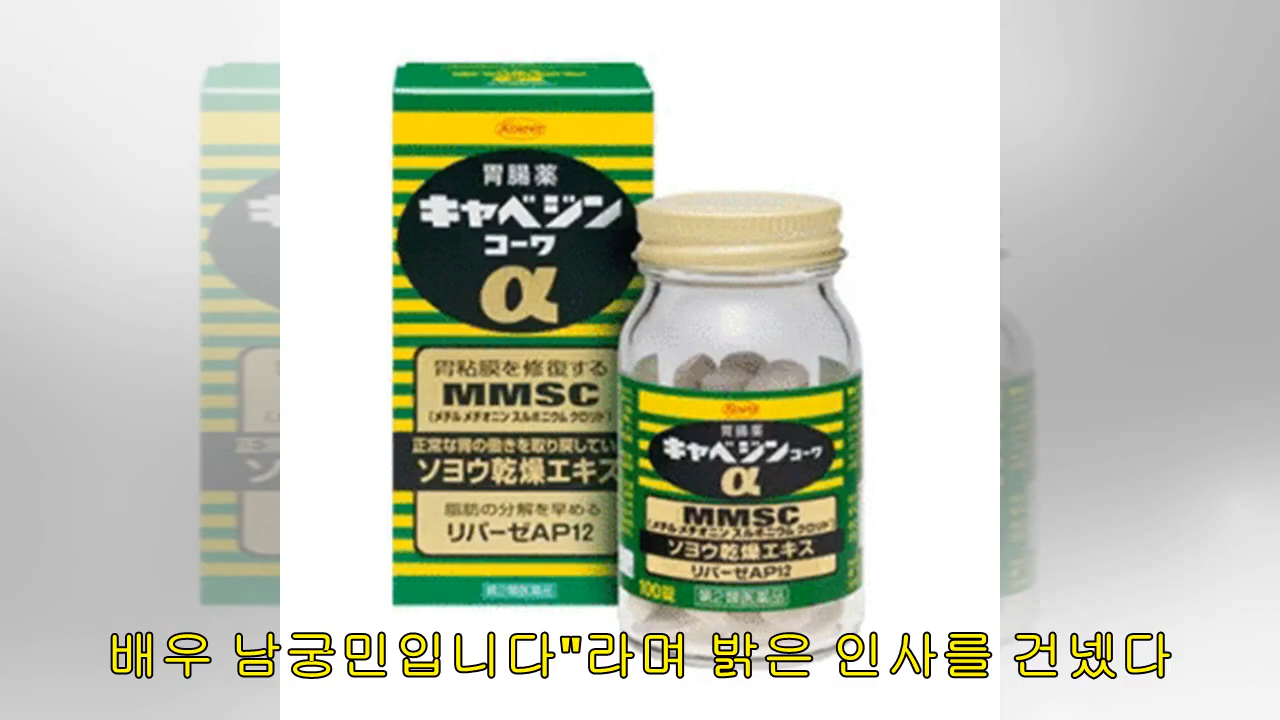 Kowa
胃腸薬
キャベジン
コーワ
α
胃粘膜を修復する
MMSC
(メチルメチオニンスルホニウムクロリド)
正常な胃の働きを取り戻してい
ソヨウ乾燥エキス
脂肪の分解を早める
リパーゼAP12
第2類医薬品
Kowa
胃腸薬
キャベジンコーワ
α
MMSC
(メチルメチオニンスルホニウムクロリド)
ソヨウ乾燥エキス
リパーゼAP12
100錠
第2類医薬品
배우 남궁민입니다"라며 밝은 인사를 건넸다